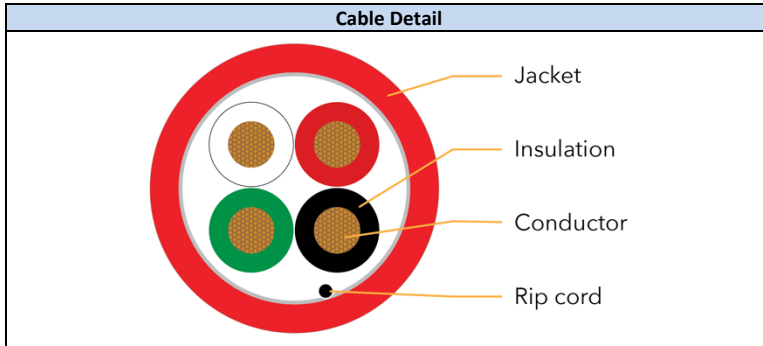 Cable Detail
Jacket
Insulation
Conductor
Rip cord